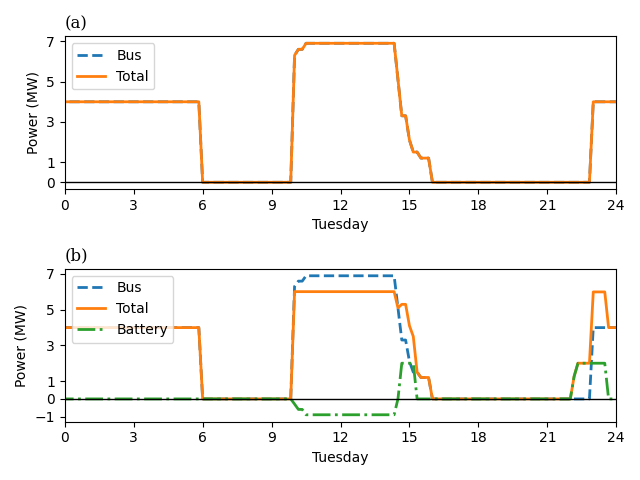 (a)
7
5
3
1
0
Power (MW)
Bus
Total
0 3 6 9 12 15 18 21 24
Tuesday
(b)
7
5
3
1
0
−1
Power (MW)
Bus
Total
Battery
0 3 6 9 12 15 18 21 24
Tuesday